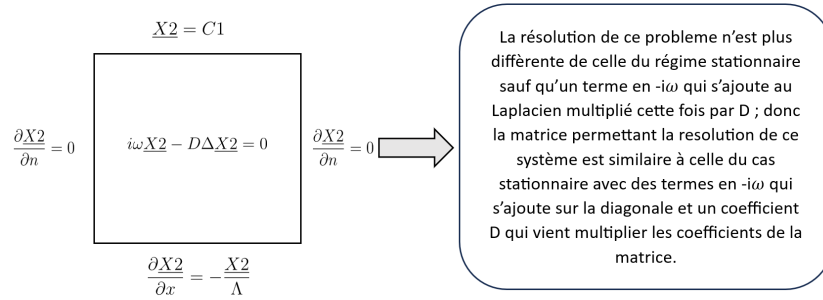 X2 = C1
∂X2/∂n = 0
iωX2 − DΔX2 = 0
∂X2/∂n = 0
∂X2/∂x = −X2/Λ
La résolution de ce probleme n'est plus
diffèrente de celle du régime stationnaire
sauf qu'un terme en -iω qui s'ajoute au
Laplacien multiplié cette fois par D ; donc
la matrice permettant la resolution de ce
système est similaire à celle du cas
stationnaire avec des termes en -iω qui
s'ajoute sur la diagonale et un coefficient
D qui vient multiplier les coefficients de la
matrice.